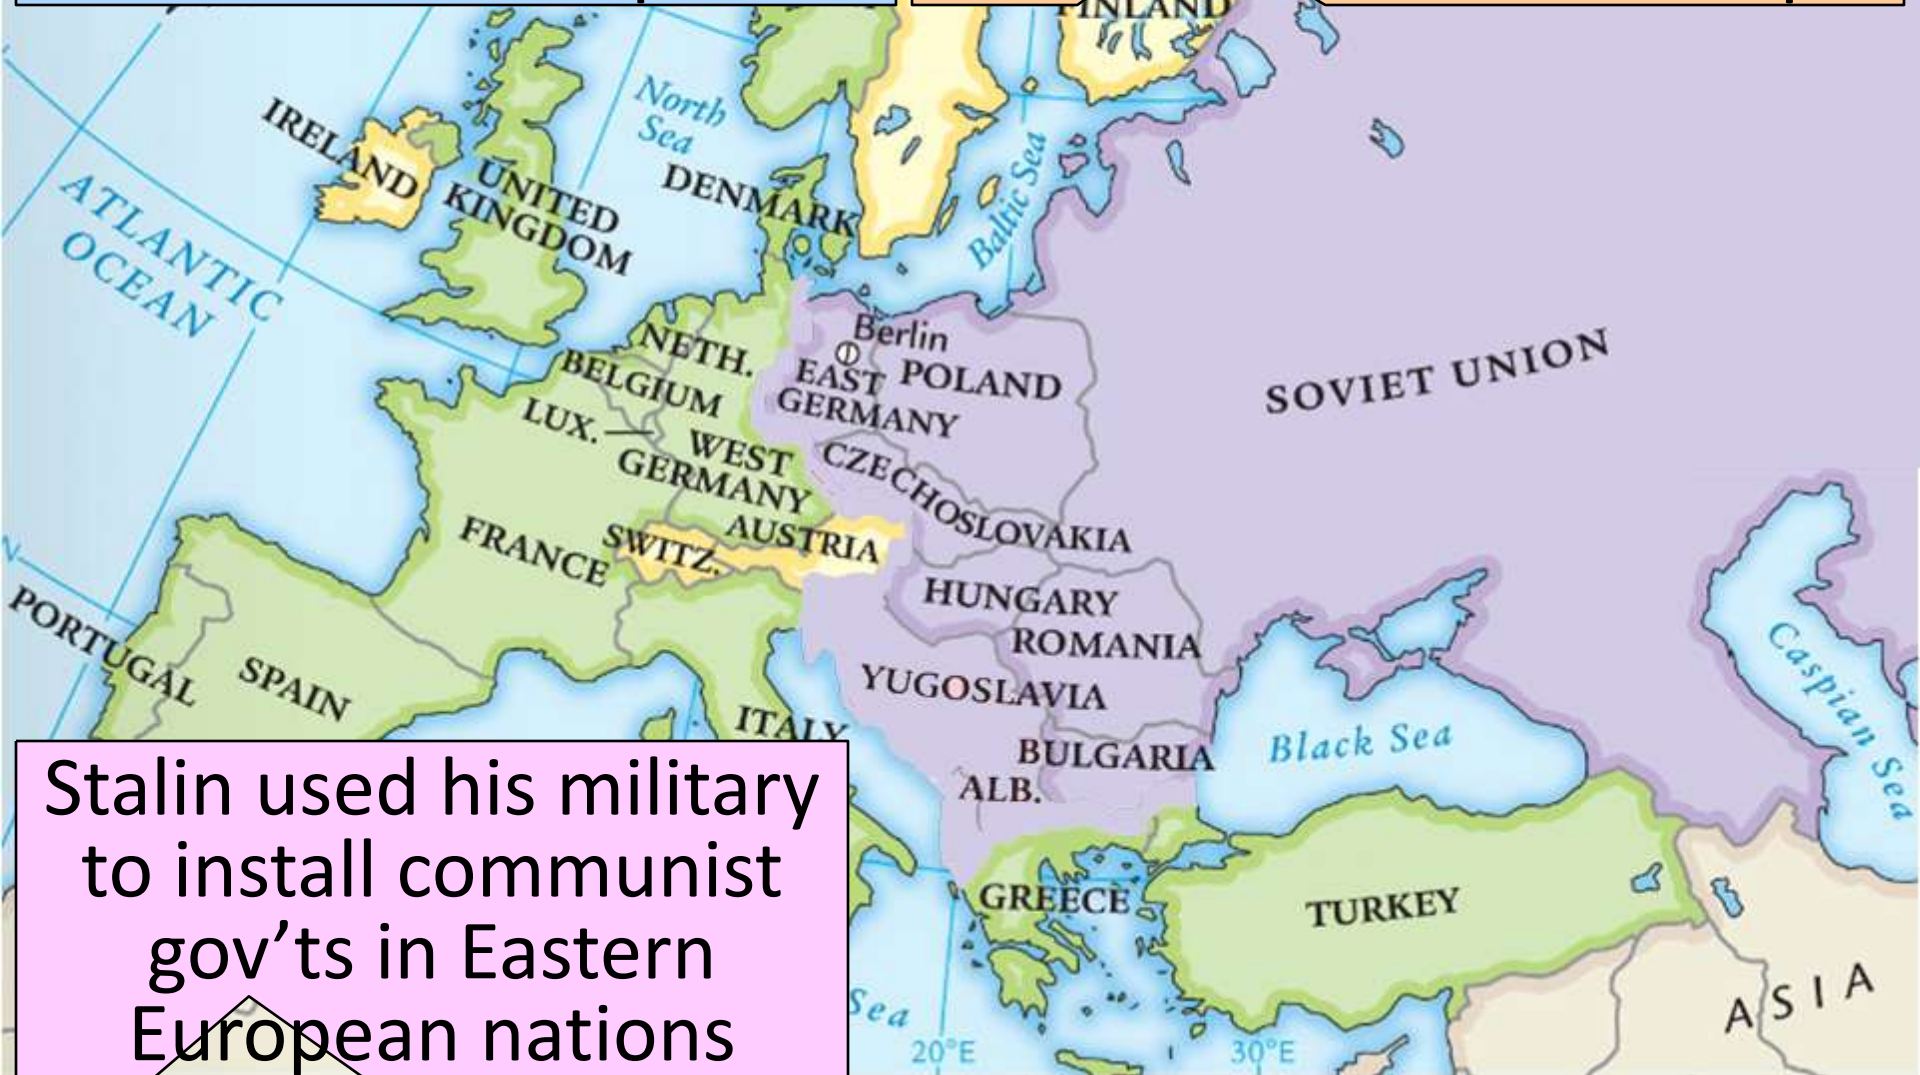 FINLAND
North
Sea
IRELAND
UNITED
KINGDOM
DENMARK
Baltic Sea
ATLANTIC
OCEAN
Berlin
NETH.
EAST
GERMANY
POLAND
BELGIUM
LUX.
WEST
GERMANY
SOVIET UNION
CZECHOSLOVAKIA
AUSTRIA
SWITZ.
FRANCE
HUNGARY
ROMANIA
PORTUGAL
SPAIN
YUGOSLAVIA
ITALY
BULGARIA
ALB.
Black Sea
Caspian Sea
GREECE
TURKEY
ASIA
Sea
20°E
30°E
Stalin used his military
to install communist
gov’ts in Eastern
European nations